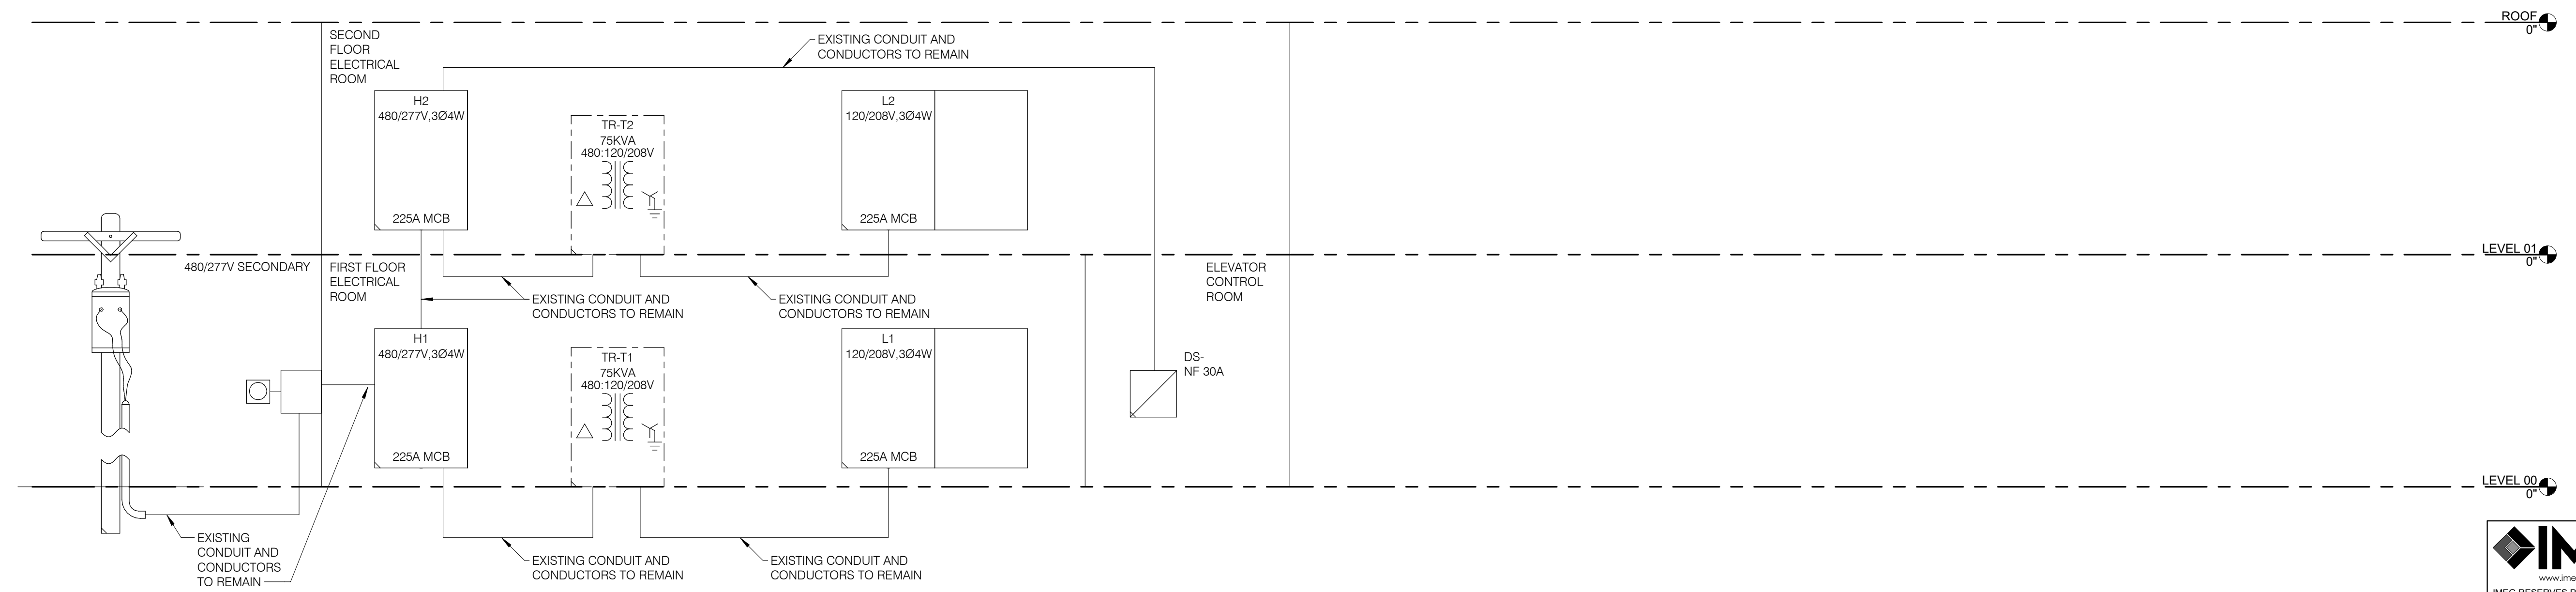 ROOF
0"
SECOND
FLOOR
ELECTRICAL
ROOM
EXISTING CONDUIT AND
CONDUCTORS TO REMAIN
H2
480/277V,3Ø4W
225A MCB
TR-T2
75KVA
480:120/208V
L2
120/208V,3Ø4W
225A MCB
LEVEL 01
0"
480/277V SECONDARY
FIRST FLOOR
ELECTRICAL
ROOM
EXISTING CONDUIT AND
CONDUCTORS TO REMAIN
EXISTING CONDUIT AND
CONDUCTORS TO REMAIN
ELEVATOR
CONTROL
ROOM
H1
480/277V,3Ø4W
225A MCB
TR-T1
75KVA
480:120/208V
L1
120/208V,3Ø4W
225A MCB
DS-
NF 30A
LEVEL 00
0"
EXISTING
CONDUIT AND
CONDUCTORS
TO REMAIN
EXISTING CONDUIT AND
CONDUCTORS TO REMAIN
EXISTING CONDUIT AND
CONDUCTORS TO REMAIN
www.ime